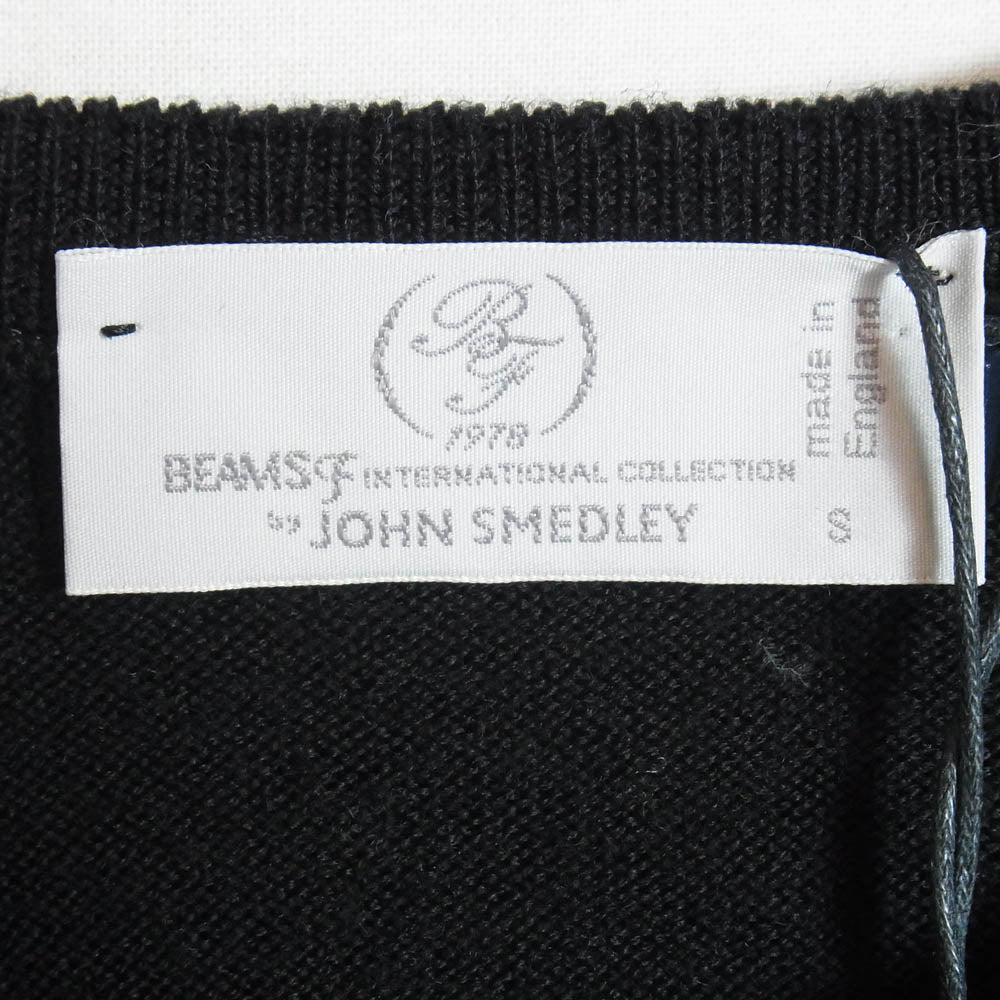 BF
1978
BEAMS F INTERNATIONAL COLLECTION
by JOHN SMEDLEY
made in
England
S